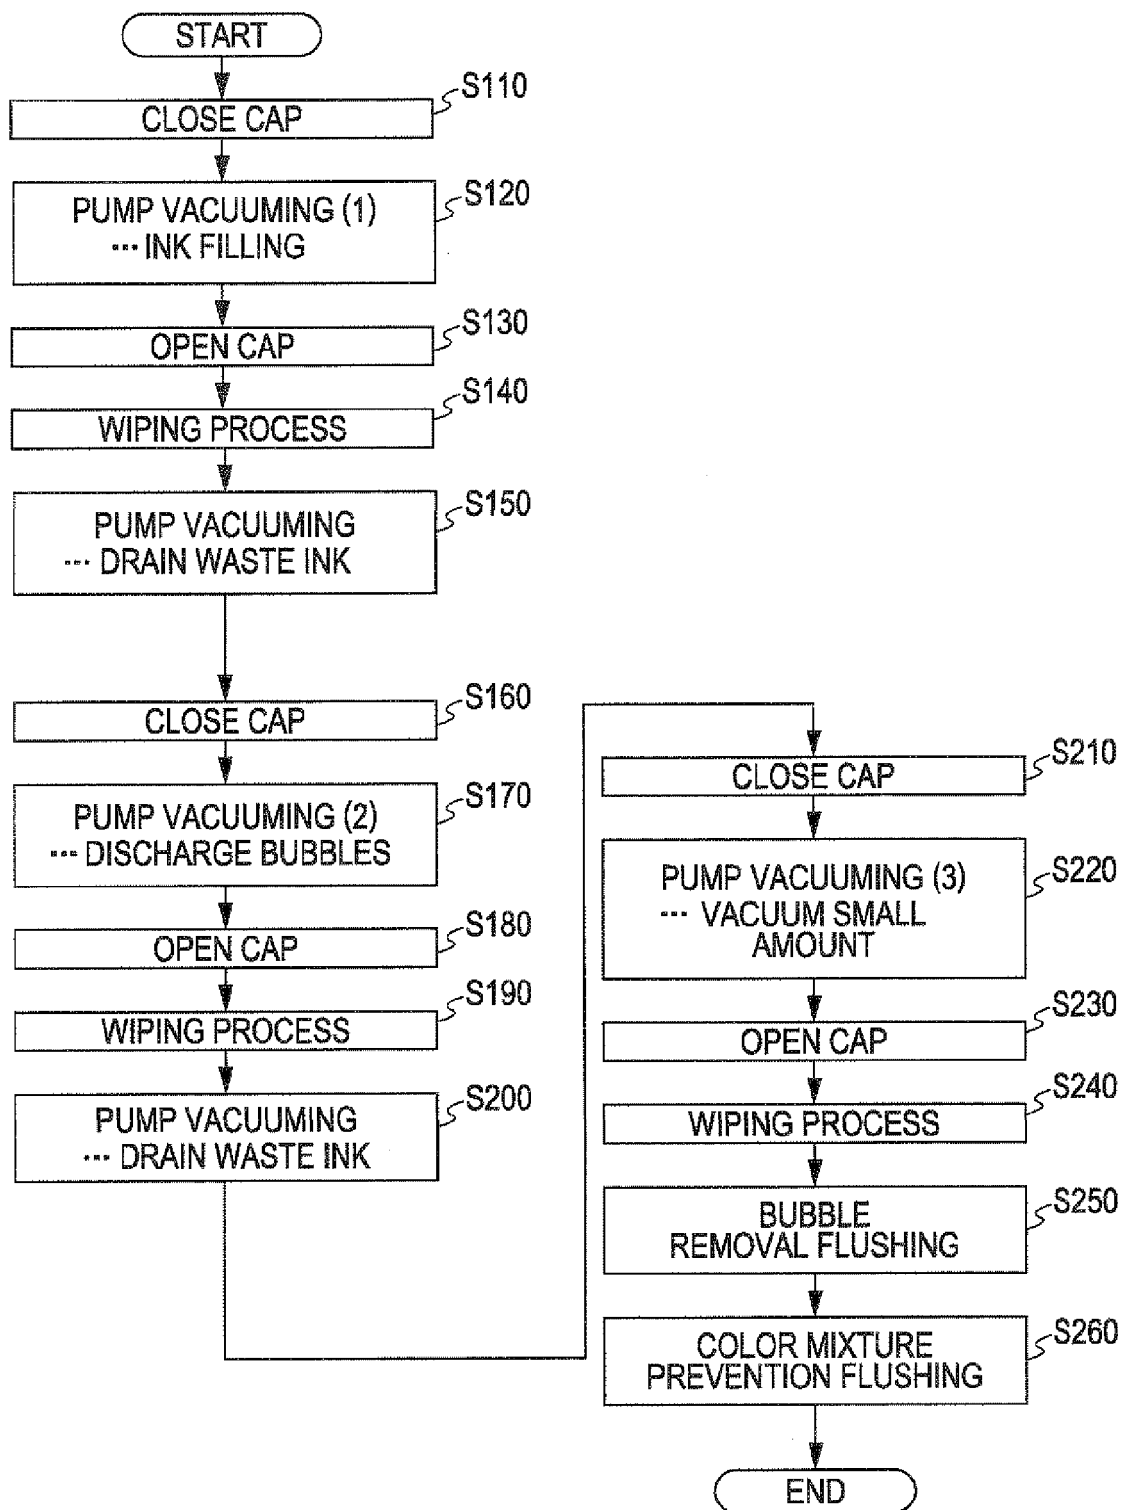 START
S110
CLOSE CAP
S120
PUMP VACUUMING (1)
... INK FILLING
S130
OPEN CAP
S140
WIPING PROCESS
S150
PUMP VACUUMING
... DRAIN WASTE INK
S160
CLOSE CAP
S170
PUMP VACUUMING (2)
... DISCHARGE BUBBLES
S180
OPEN CAP
S190
WIPING PROCESS
S200
PUMP VACUUMING
... DRAIN WASTE INK
S210
CLOSE CAP
S220
PUMP VACUUMING (3)
... VACUUM SMALL
AMOUNT
S230
OPEN CAP
S240
WIPING PROCESS
S250
BUBBLE
REMOVAL FLUSHING
S260
COLOR MIXTURE
PREVENTION FLUSHING
END